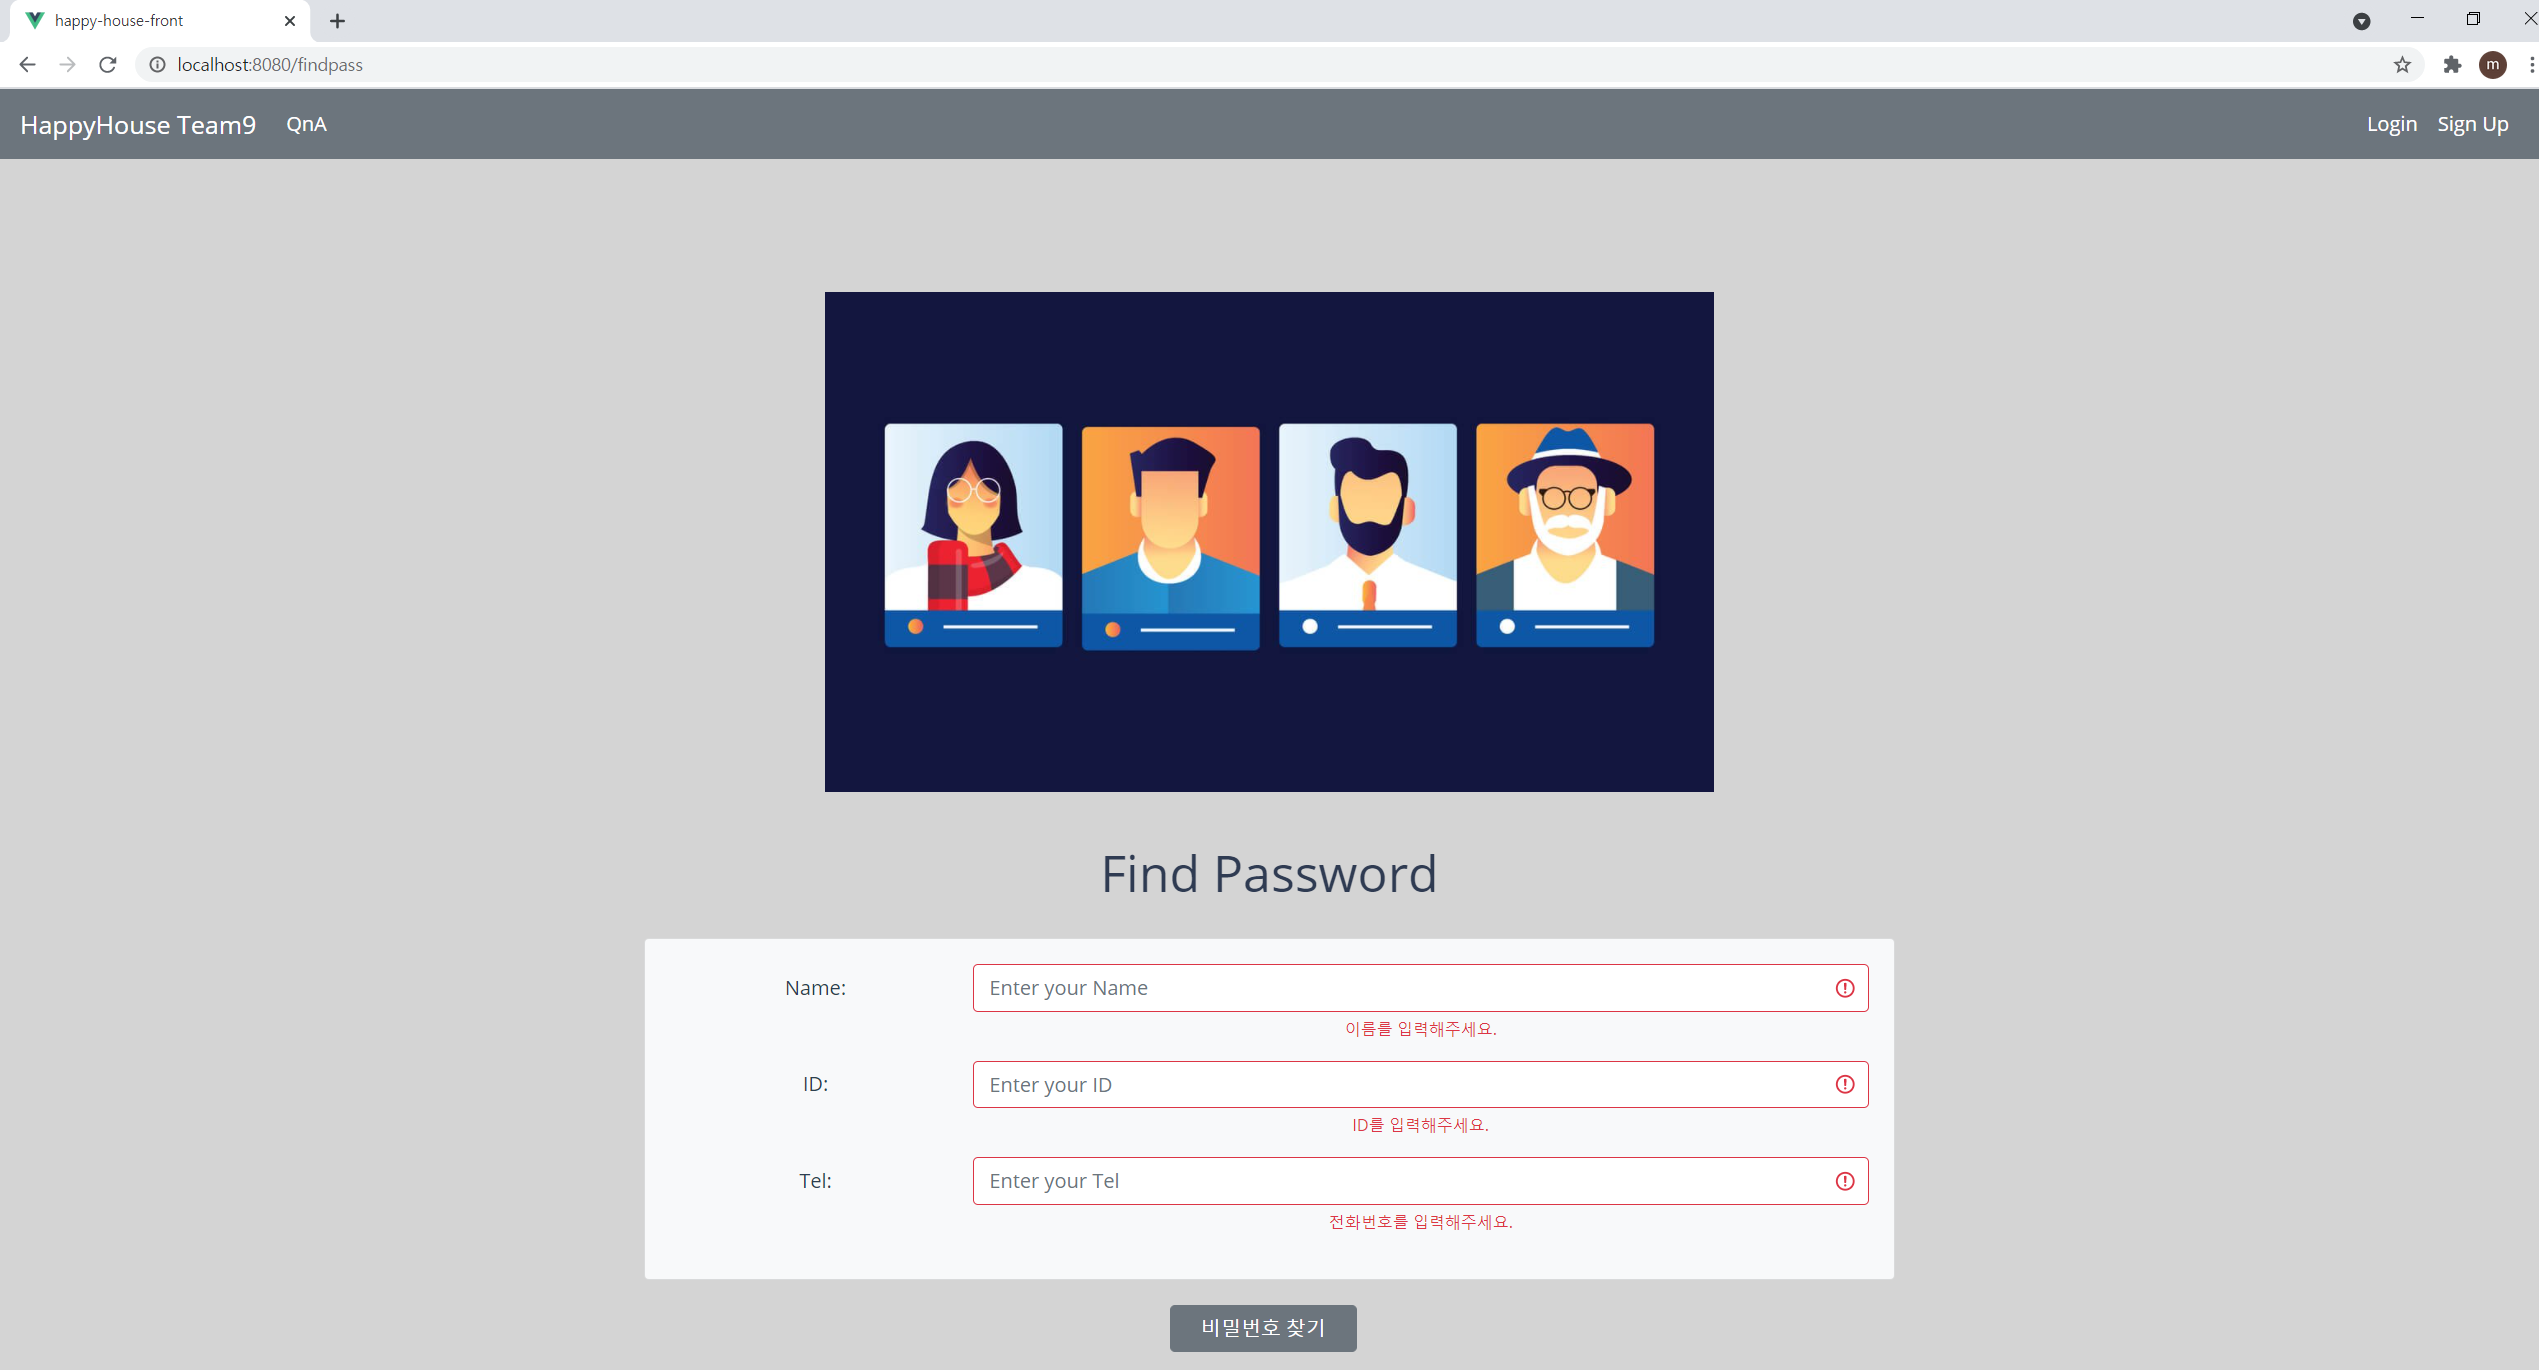 happy-house-front
localhost:8080/findpass
m
HappyHouse Team9 QnA Login Sign Up
Find Password
Name: Enter your Name
이름를 입력해주세요.
ID: Enter your ID
ID를 입력해주세요.
Tel: Enter your Tel
전화번호를 입력해주세요.
비밀번호 찾기